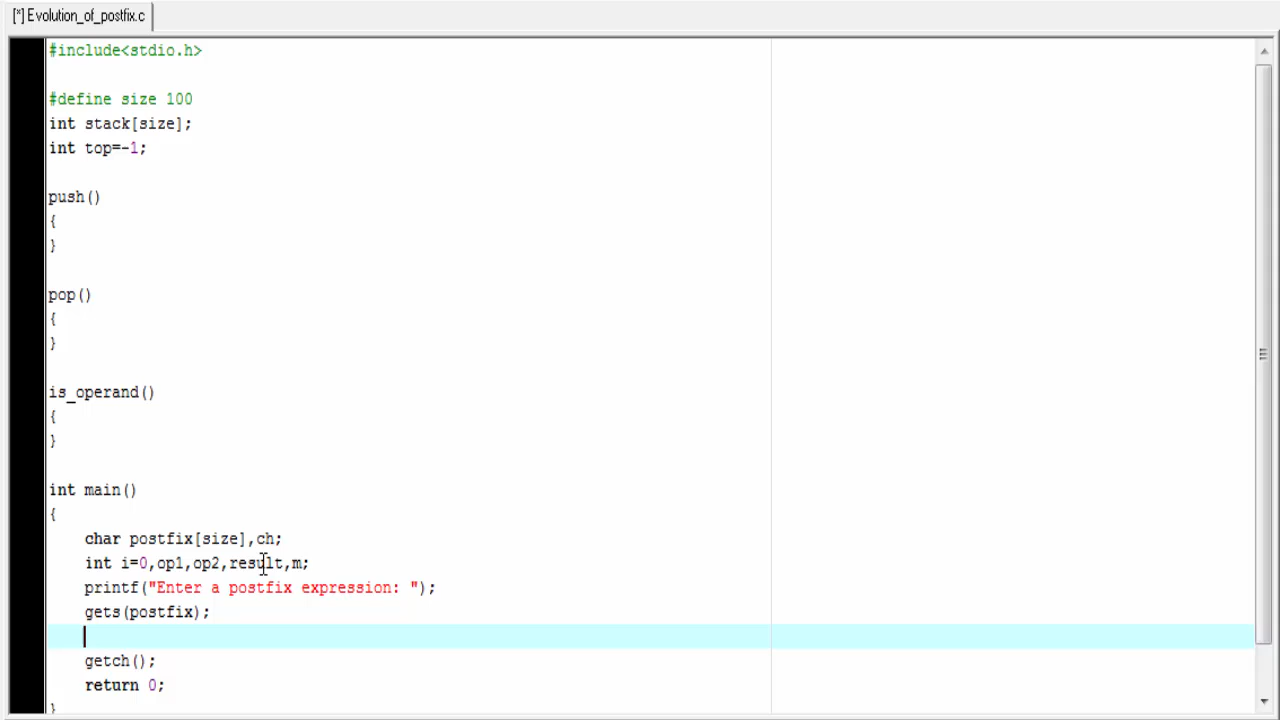 [*] Evolution_of_postfix.c
#include<stdio.h>
#define size 100
int stack[size];
int top=-1;
push()
{
}
pop()
{
}
is_operand()
{
}
int main()
{
char postfix[size],ch;
int i=0,op1,op2,result,m;
printf("Enter a postfix expression: ");
gets(postfix);
getch();
return 0;
}